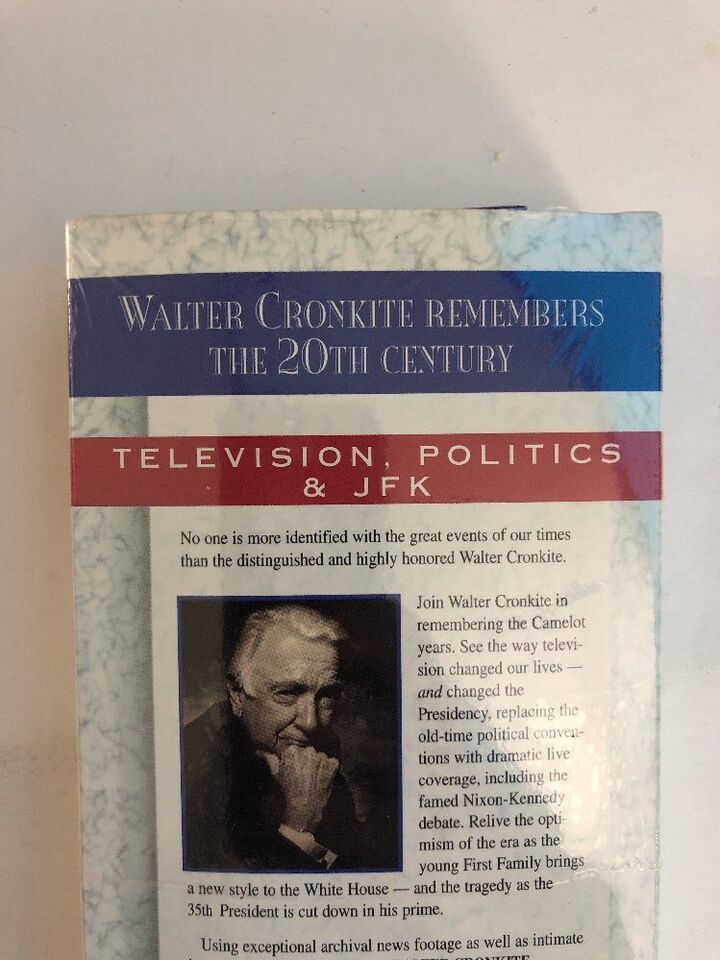 WALTER CRONKITE REMEMBERS
THE 20TH CENTURY
TELEVISION, POLITICS
& JFK
No one is more identified with the great events of our times
than the distinguished and highly honored Walter Cronkite.
Join Walter Cronkite in
remembering the Camelot
years. See the way televi-
sion changed our lives —
and changed the
Presidency, replacing the
old-time political conven-
tions with dramatic live
coverage, including the
famed Nixon-Kennedy
debate. Relive the opti-
mism of the era as the
young First Family brings
a new style to the White House — and the tragedy as the
35th President is cut down in his prime.
Using exceptional archival news footage as well as intimate
WALTER CRONKITE